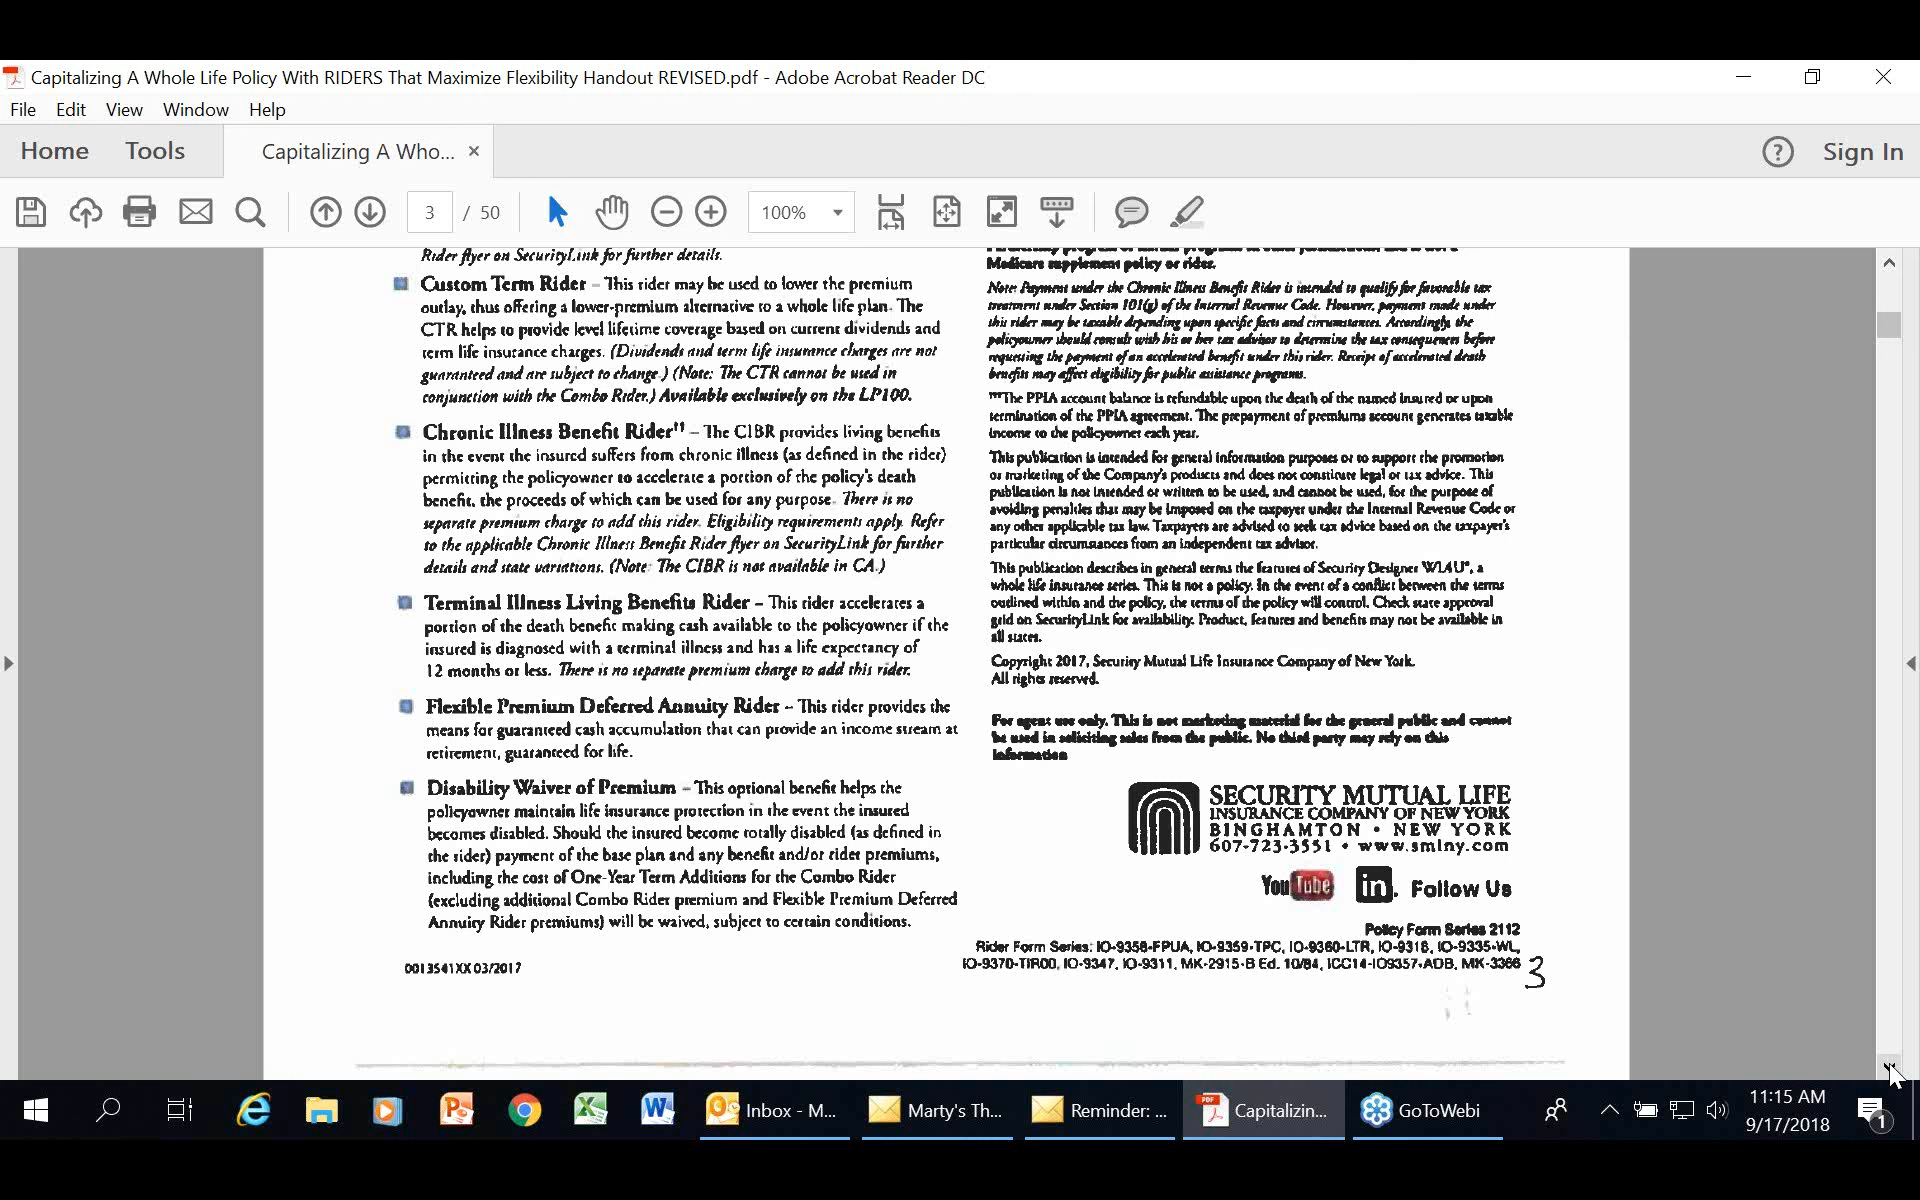 Capitalizing A Whole Life Policy With RIDERS That Maximize Flexibility Handout REVISED.pdf - Adobe Acrobat Reader DC
File Edit View Window Help
Home Tools Capitalizing A Who... × ? Sign In
3 / 50 100%
Rider flyer on SecurityLink for further details.
Custom Term Rider – This rider may be used to lower the premium
outlay, thus offering a lower-premium alternative to a whole life plan. The
CTR helps to provide level lifetime coverage based on current dividends and
term life insurance charges. (Dividends and term life insurance charges are not
guaranteed and are subject to change.) (Note: The CTR cannot be used in
conjunction with the Combo Rider.) Available exclusively on the LP100.
Chronic Illness Benefit Rider†† – The CIBR provides living benefits
in the event the insured suffers from chronic illness (as defined in the rider)
permitting the policyowner to accelerate a portion of the policy's death
benefit, the proceeds of which can be used for any purpose. There is no
separate premium charge to add this rider. Eligibility requirements apply. Refer
to the applicable Chronic Illness Benefit Rider flyer on SecurityLink for further
details and state variations. (Note: The CIBR is not available in CA.)
Terminal Illness Living Benefits Rider – This rider accelerates a
portion of the death benefit making cash available to the policyowner if the
insured is diagnosed with a terminal illness and has a life expectancy of
12 months or less. There is no separate premium charge to add this rider.
Flexible Premium Deferred Annuity Rider – This rider provides the
means for guaranteed cash accumulation that can provide an income stream at
retirement, guaranteed for life.
Disability Waiver of Premium – This optional benefit helps the
policyowner maintain life insurance protection in the event the insured
becomes disabled. Should the insured become totally disabled (as defined in
the rider) payment of the base plan and any benefit and/or rider premiums,
including the cost of One-Year Term Additions for the Combo Rider
(excluding additional Combo Rider premium and Flexible Premium Deferred
Annuity Rider premiums) will be waived, subject to certain conditions.
0013541XX 03/2017
Medicare supplement policy or rider.
Note: Payment under the Chronic Illness Benefit Rider is intended to qualify for favorable tax
treatment under Section 101(g) of the Internal Revenue Code. However, payment made under
this rider may be taxable depending upon specific facts and circumstances. Accordingly, the
policyowner should consult with his or her tax advisor to determine the tax consequences before
requesting the payment of an accelerated benefit under this rider. Receipt of accelerated death
benefits may affect eligibility for public assistance programs.
†††The PPIA account balance is refundable upon the death of the named insured or upon
termination of the PPIA agreement. The prepayment of premiums account generates taxable
income to the policyowner each year.
This publication is intended for general information purposes or to support the promotion
or marketing of the Company's products and does not constitute legal or tax advice. This
publication is not intended or written to be used, and cannot be used, for the purpose of
avoiding penalties that may be imposed on the taxpayer under the Internal Revenue Code or
any other applicable tax law. Taxpayers are advised to seek tax advice based on the taxpayer's
particular circumstances from an independent tax advisor.
This publication describes in general terms the features of Security Designer WL4U®, a
whole life insurance series. This is not a policy. In the event of a conflict between the terms
outlined within and the policy, the terms of the policy will control. Check state approval
grid on SecurityLink for availability. Product, features and benefits may not be available in
all states.
Copyright 2017, Security Mutual Life Insurance Company of New York.
All rights reserved.
For agent use only. This is not marketing material for the general public and cannot
be used in soliciting sales from the public. No third party may rely on this
information
SECURITY MUTUAL LIFE
INSURANCE COMPANY OF NEW YORK
BINGHAMTON • NEW YORK
607-723-3551 • www.smlny.com
YouTube in. Follow Us
Policy Form Series 2112
Rider Form Series: IO-9358-FPUA, IO-9359-TPC, IO-9360-LTR, IO-9318, IO-9335-WL,
IO-9370-TIR00, IO-9347, IO-9311, MK-2915-B Ed. 10/84, ICC14-IO9357-ADB, MK-3366
3
Inbox - M... Marty's Th... Reminder: ... Capitalizin... GoToWebi 11:15 AM
9/17/2018
1